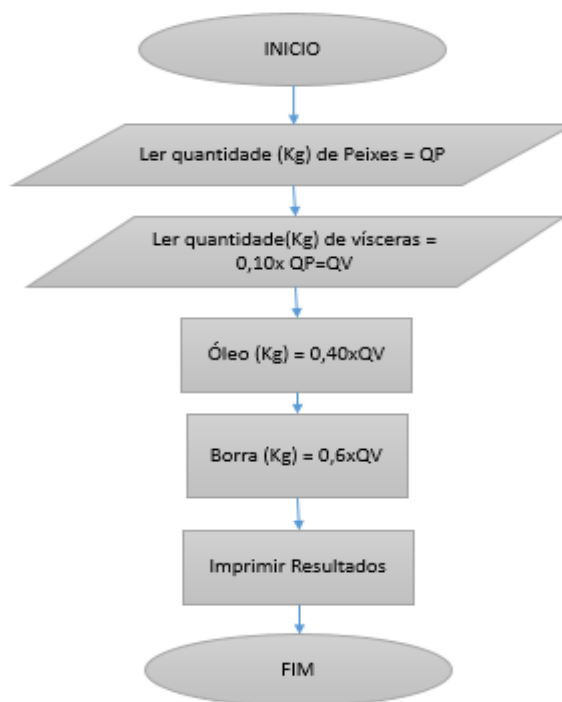 INICIO
Ler quantidade (Kg) de Peixes = QP
Ler quantidade(Kg) de vísceras =
0,10x QP=QV
Óleo (Kg) = 0,40xQV
Borra (Kg) = 0,6xQV
Imprimir Resultados
FIM